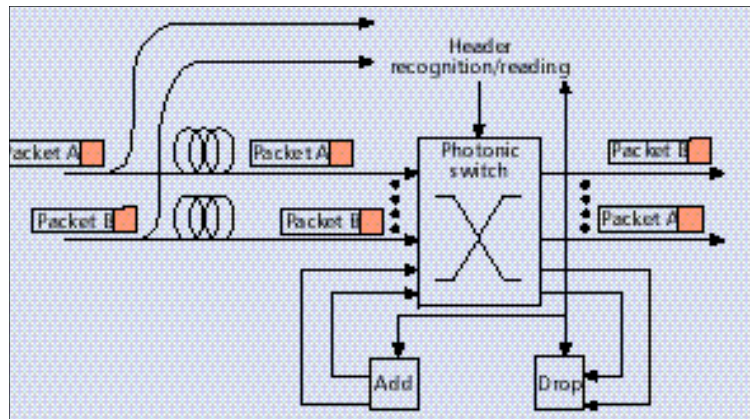 Header
recognition/reading
Packet A
Packet A
Photonic
switch
Packet B
Packet B
Packet B
Packet A
Add
Drop